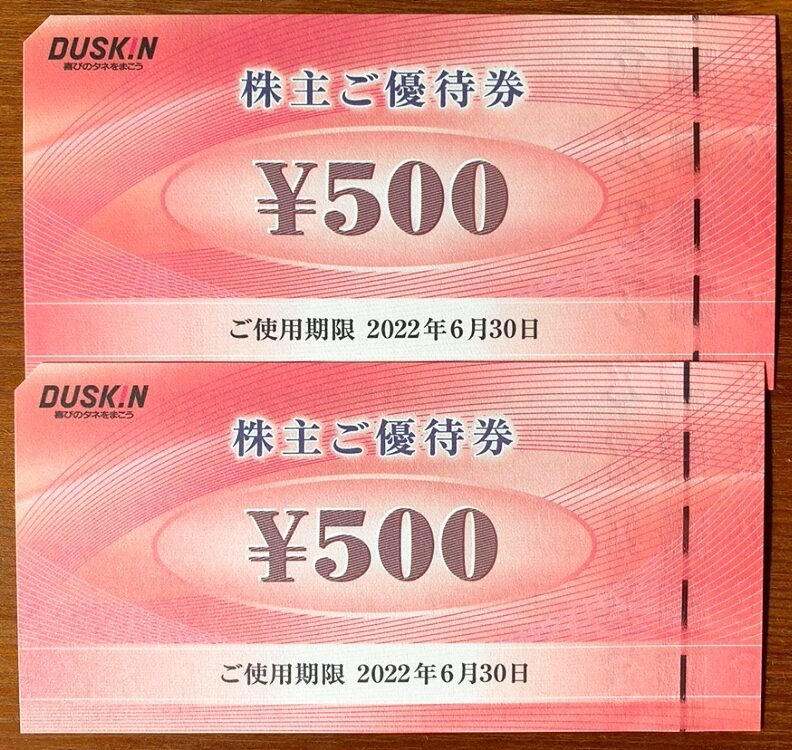 DUSK!N
喜びのタネをまこう
株主ご優待券
¥500
ご使用期限 2022年6月30日
DUSK!N
喜びのタネをまこう
株主ご優待券
¥500
ご使用期限 2022年6月30日